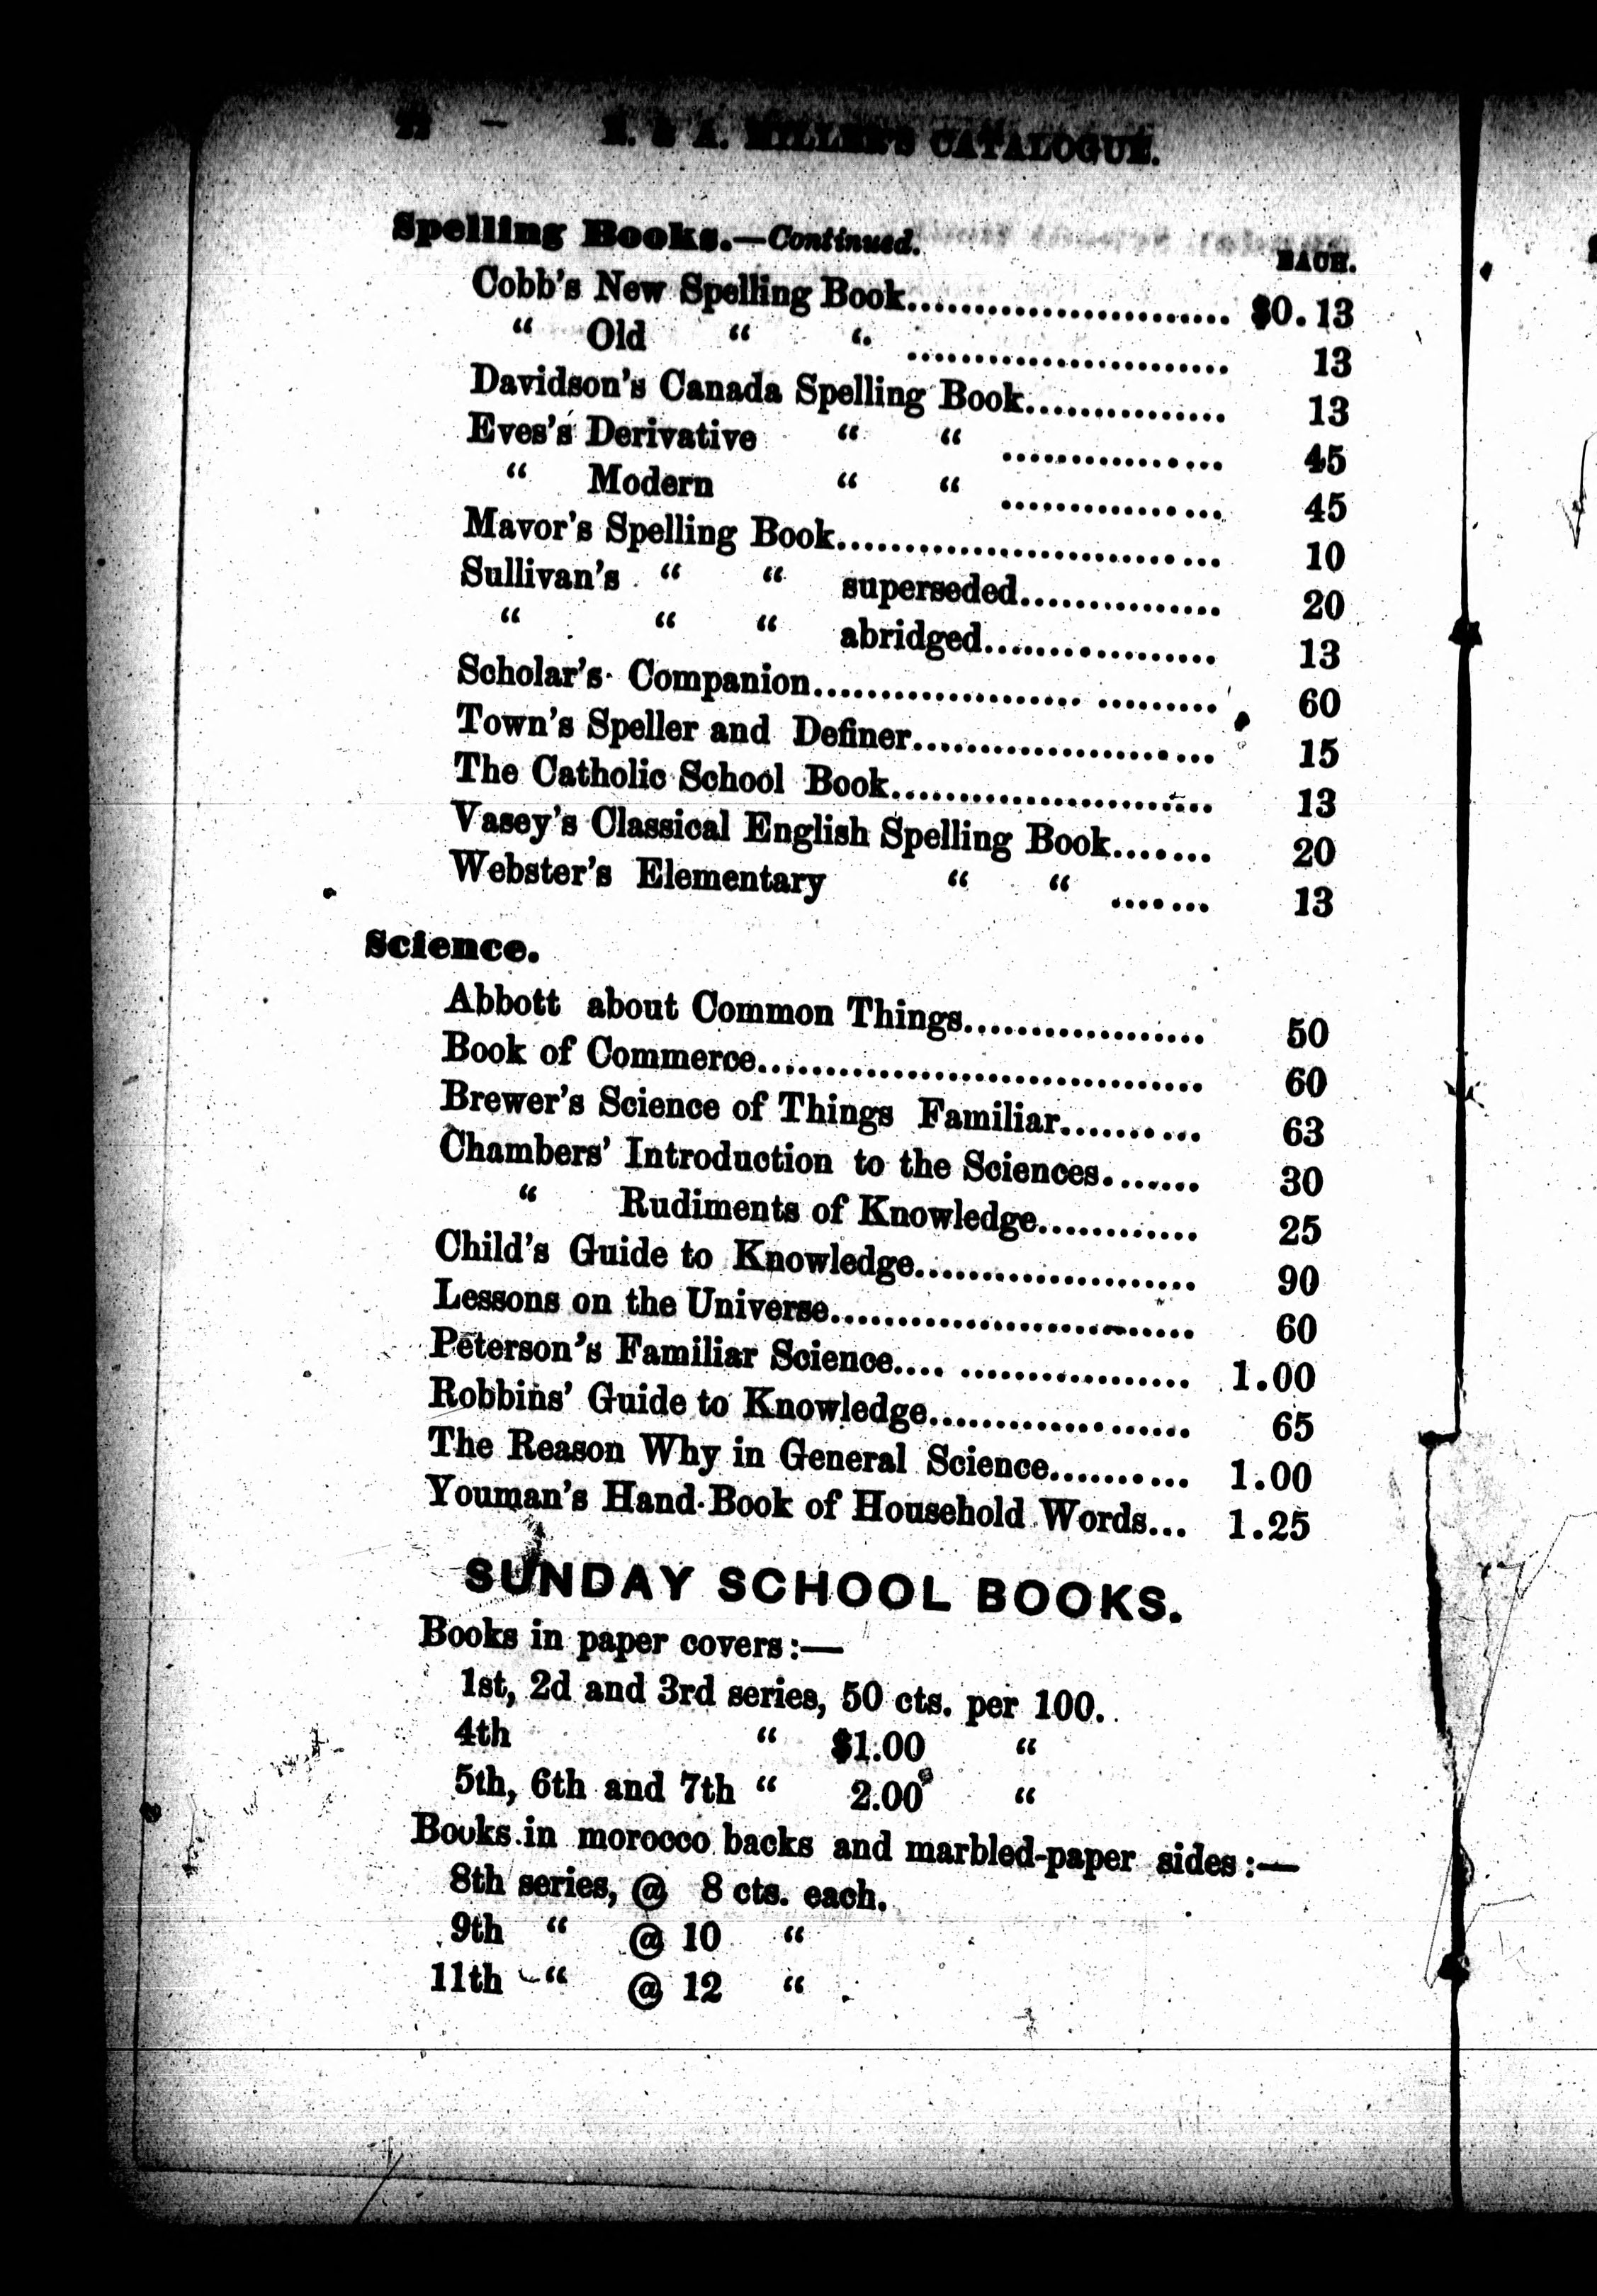 R. & A. MILLER'S CATALOGUE.
Spelling Books.—Continued.
EACH.
Cobb's New Spelling Book........................ $0.13
“ Old “ “ ........................ 13
Davidson's Canada Spelling Book............... 13
Eves's Derivative “ “ ................ 45
“ Modern “ “ ................ 45
Mavor's Spelling Book............................. 10
Sullivan's “ “ superseded............... 20
“ “ “ abridged................. 13
Scholar's Companion.................... ......... 60
Town's Speller and Definer....................... 15
The Catholic School Book........................ 13
Vasey's Classical English Spelling Book....... 20
Webster's Elementary “ “ ....... 13
Science.
Abbott about Common Things.................. 50
Book of Commerce................................. 60
Brewer's Science of Things Familiar.......... 63
Chambers' Introduction to the Sciences....... 30
“ Rudiments of Knowledge............ 25
Child's Guide to Knowledge..................... 90
Lessons on the Universe........................... 60
Peterson's Familiar Science.... ................. 1.00
Robbins' Guide to Knowledge.................... 65
The Reason Why in General Science.......... 1.00
Youman's Hand-Book of Household Words... 1.25
SUNDAY SCHOOL BOOKS.
Books in paper covers:—
1st, 2d and 3rd series, 50 cts. per 100.
4th “ $1.00 “
5th, 6th and 7th “ 2.00 “
Books in morocco backs and marbled-paper sides:—
8th series, @ 8 cts. each.
9th “ @ 10 “
11th “ @ 12 “